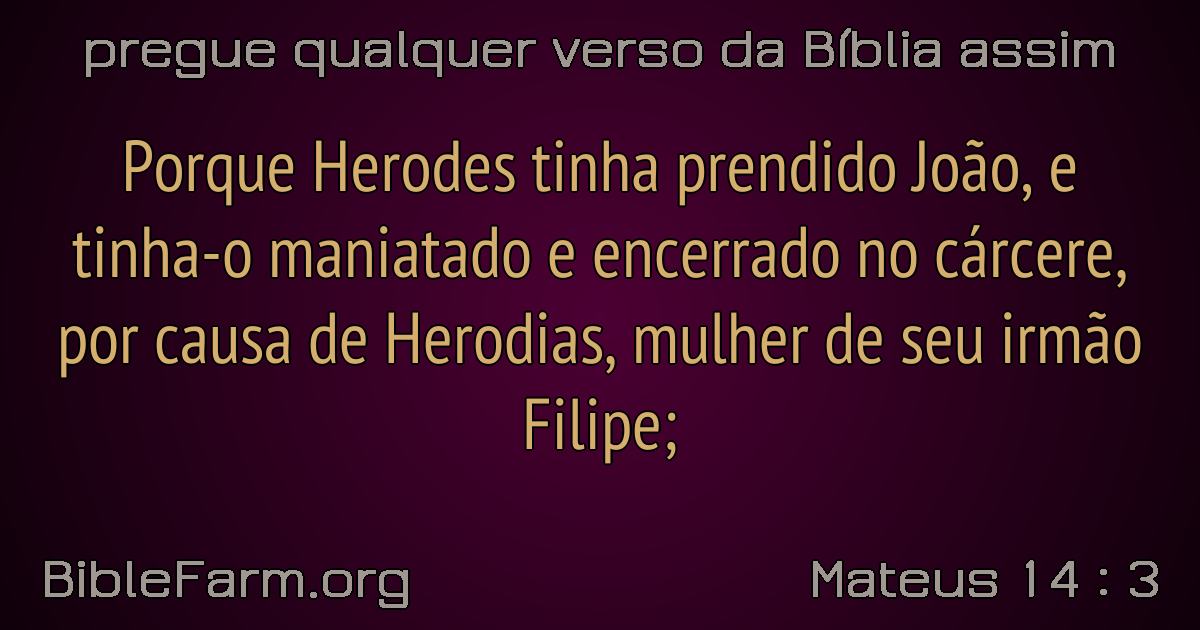 pregue qualquer verso da Bíblia assim
Porque Herodes tinha prendido João, e
tinha-o maniatado e encerrado no cárcere,
por causa de Herodias, mulher de seu irmão
Filipe;
BibleFarm.org
Mateus 14 : 3